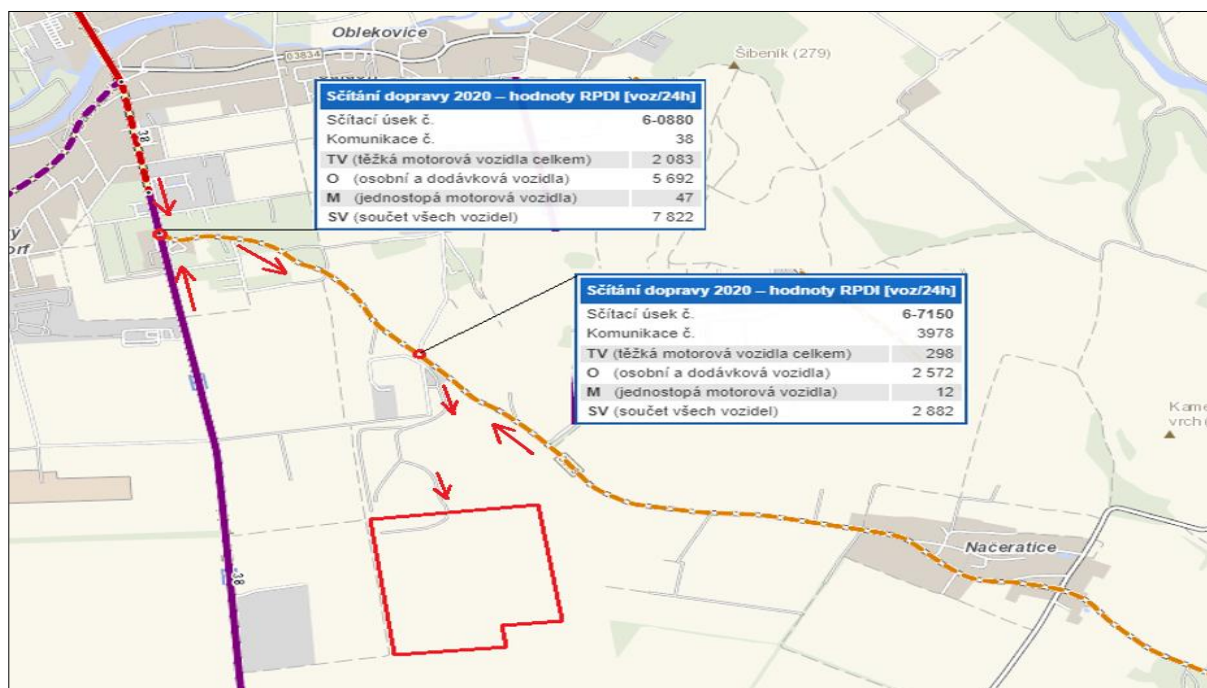 Oblekovice
03834
Šibeník (279)
38
Sčítání dopravy 2020 – hodnoty RPDI [voz/24h]
Sčítací úsek č. 6-0880
Komunikace č. 38
TV (těžká motorová vozidla celkem) 2 083
O (osobní a dodávková vozidla) 5 692
M (jednostopá motorová vozidla) 47
SV (součet všech vozidel) 7 822
Sčítání dopravy 2020 – hodnoty RPDI [voz/24h]
Sčítací úsek č. 6-7150
Komunikace č. 3978
TV (těžká motorová vozidla celkem) 298
O (osobní a dodávková vozidla) 2 572
M (jednostopá motorová vozidla) 12
SV (součet všech vozidel) 2 882
Kame
vrch
Načeratice
38